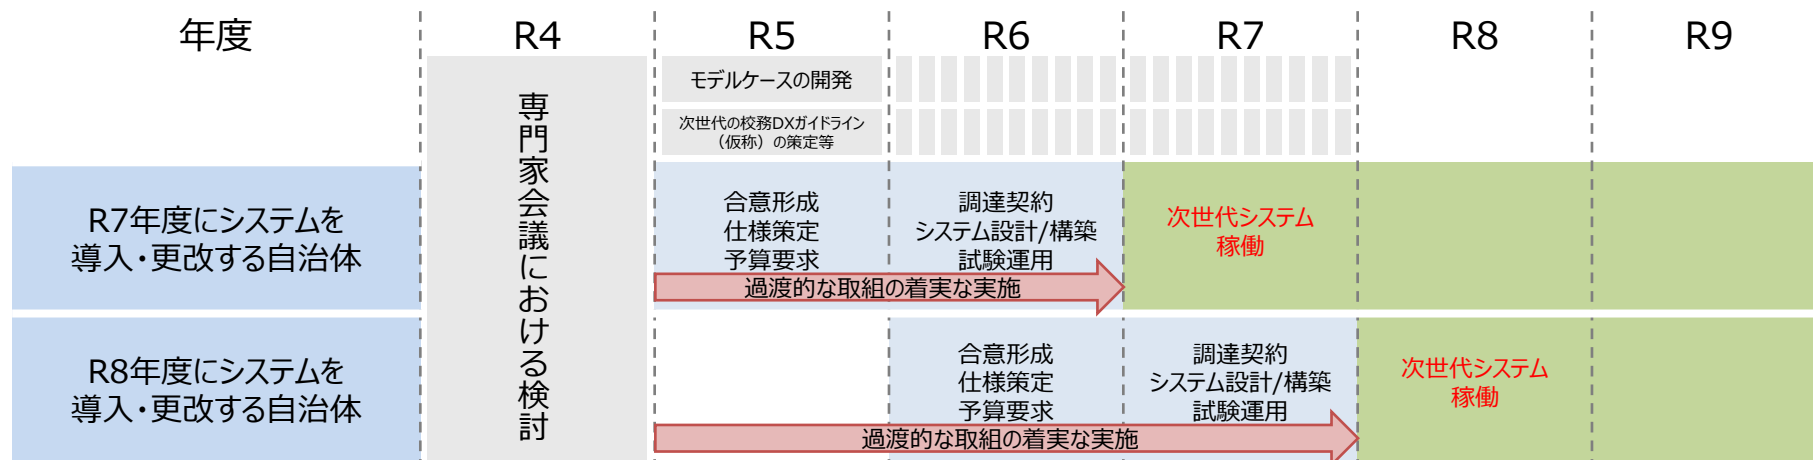 年度
R4
R5
R6
R7
R8
R9
モデルケースの開発
次世代の校務DXガイドライン
（仮称）の策定等
専門家会議における検討
R7年度にシステムを
導入・更改する自治体
合意形成
仕様策定
予算要求
調達契約
システム設計/構築
試験運用
次世代システム
稼働
過渡的な取組の着実な実施
R8年度にシステムを
導入・更改する自治体
合意形成
仕様策定
予算要求
調達契約
システム設計/構築
試験運用
次世代システム
稼働
過渡的な取組の着実な実施